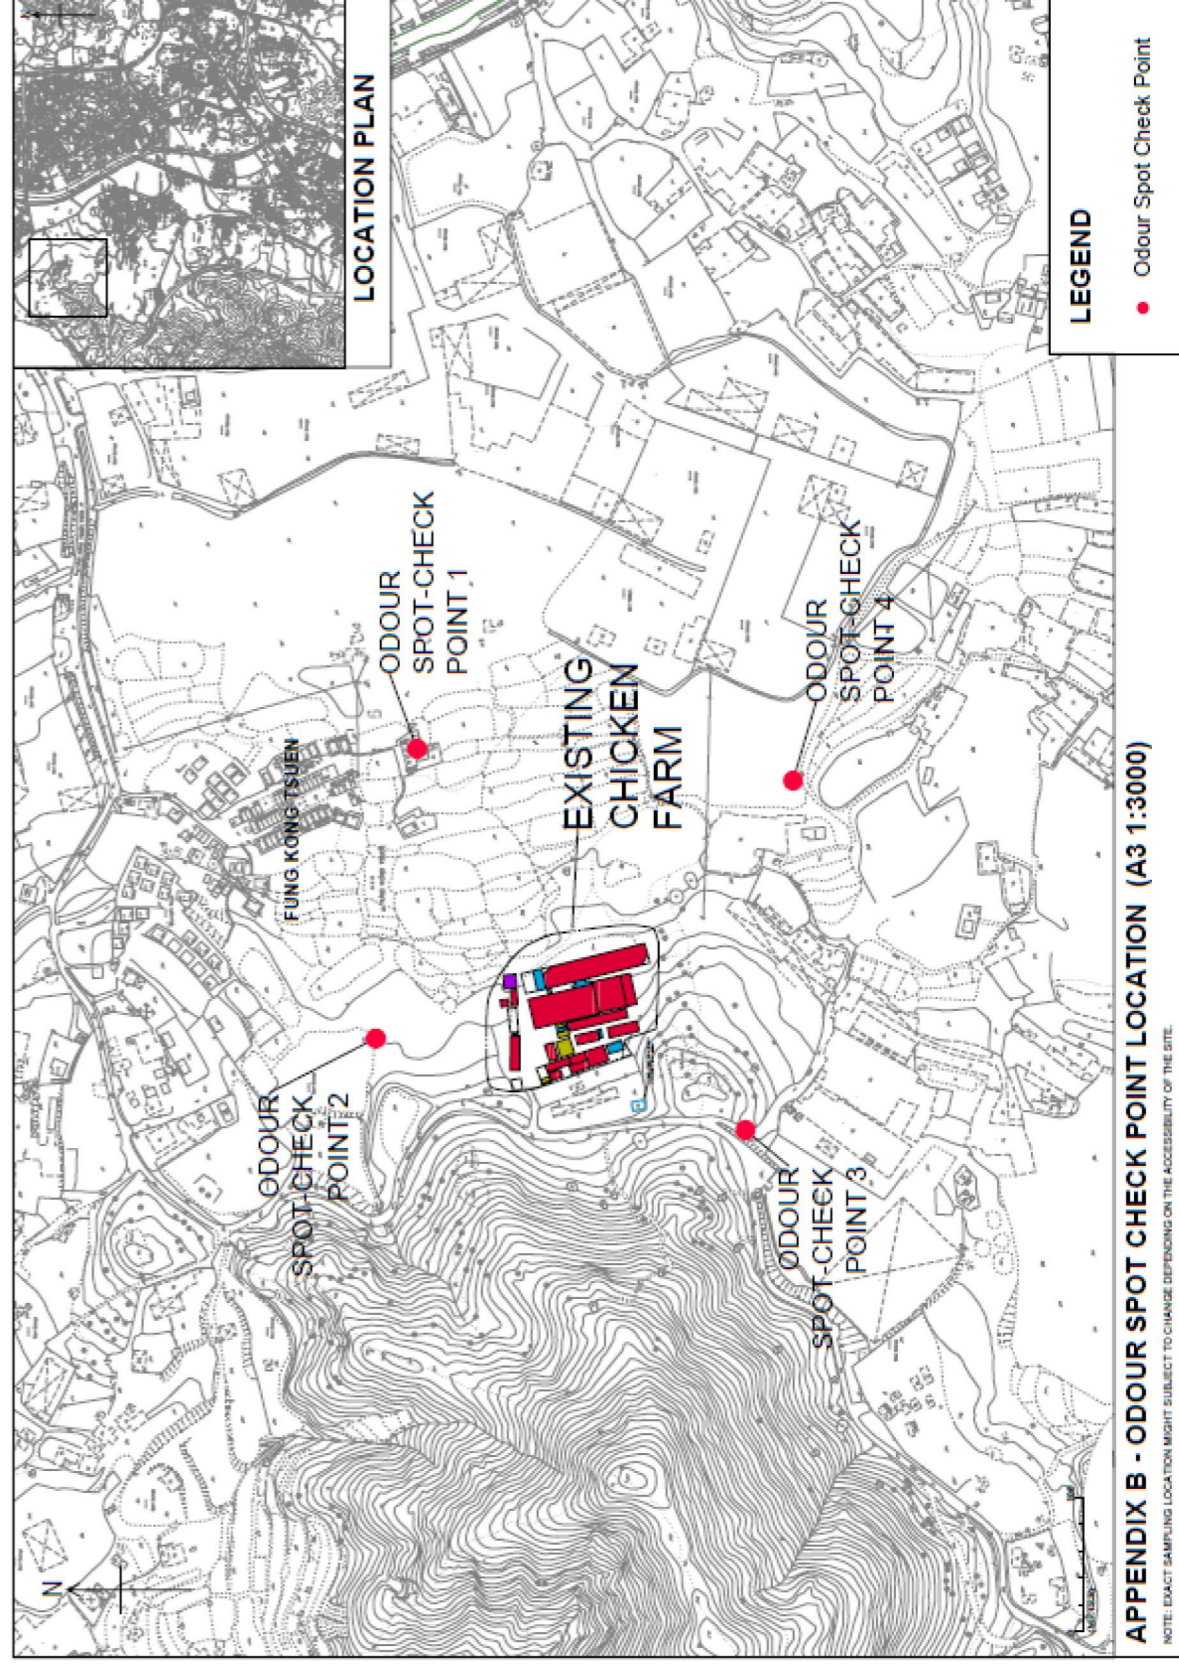 N
LOCATION PLAN
FUNG KONG TSUEN
ODOUR
SPOT-CHECK
POINT 2
ODOUR
SPOT-CHECK
POINT 1
EXISTING
CHICKEN
FARM
ODOUR
SPOT-CHECK
POINT 3
ODOUR
SPOT-CHECK
POINT 4
LEGEND
Odour Spot Check Point
APPENDIX B - ODOUR SPOT CHECK POINT LOCATION (A3 1:3000)
NOTE: EXACT SAMPLING LOCATION MIGHT SUBJECT TO CHANGE DEPENDING ON THE ACCESSIBILITY OF THE SITE.